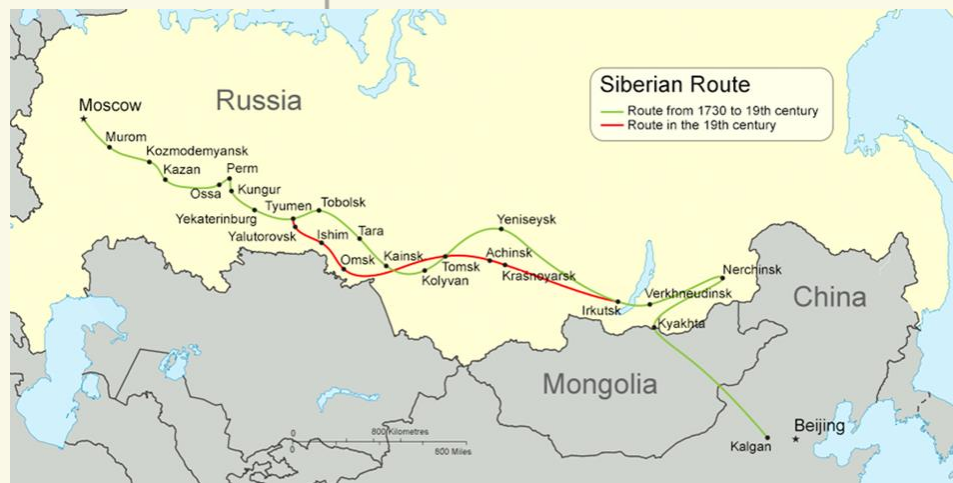 Siberian Route
Route from 1730 to 19th century
Route in the 19th century
Moscow
Russia
Murom
Kozmodemyansk
Kazan
Perm
Ossa
Kungur
Tyumen
Tobolsk
Yekaterinburg
Yalutorovsk
Ishim
Tara
Omsk
Kainsk
Kolyvan
Tomsk
Yeniseysk
Achinsk
Krasnoyarsk
Irkutsk
Verkhneudinsk
Nerchinsk
Kyakhta
China
Mongolia
Kalgan
Beijing
0
800 Kilometres
0
800 Miles